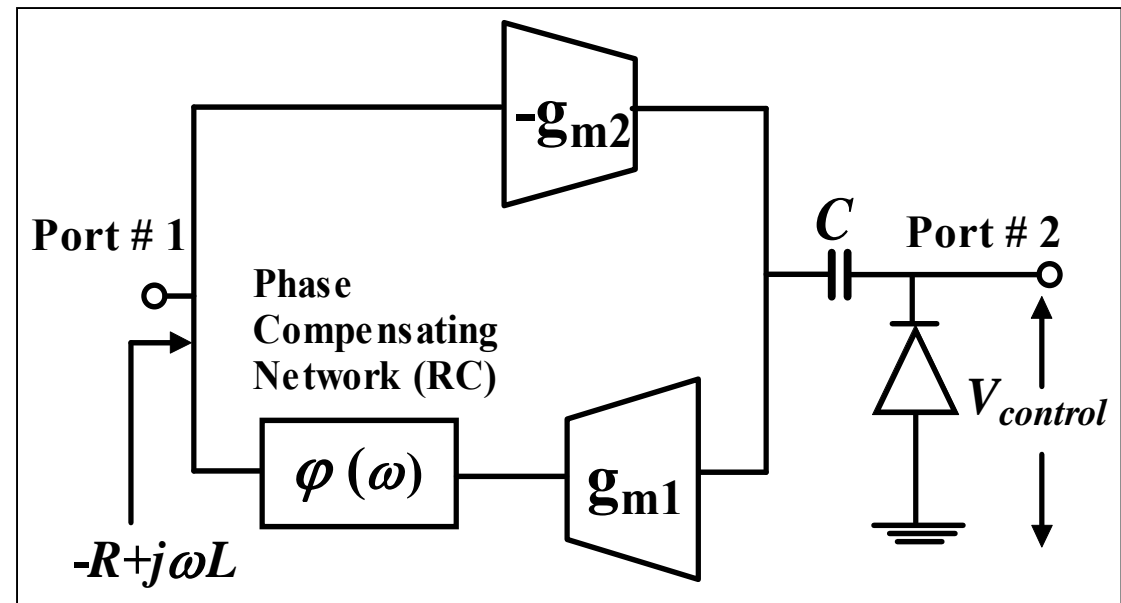 -gm2
Port # 1
C
Port # 2
Phase
Compensating
Network (RC)
Vcontrol
φ (ω)
gm1
-R+jωL